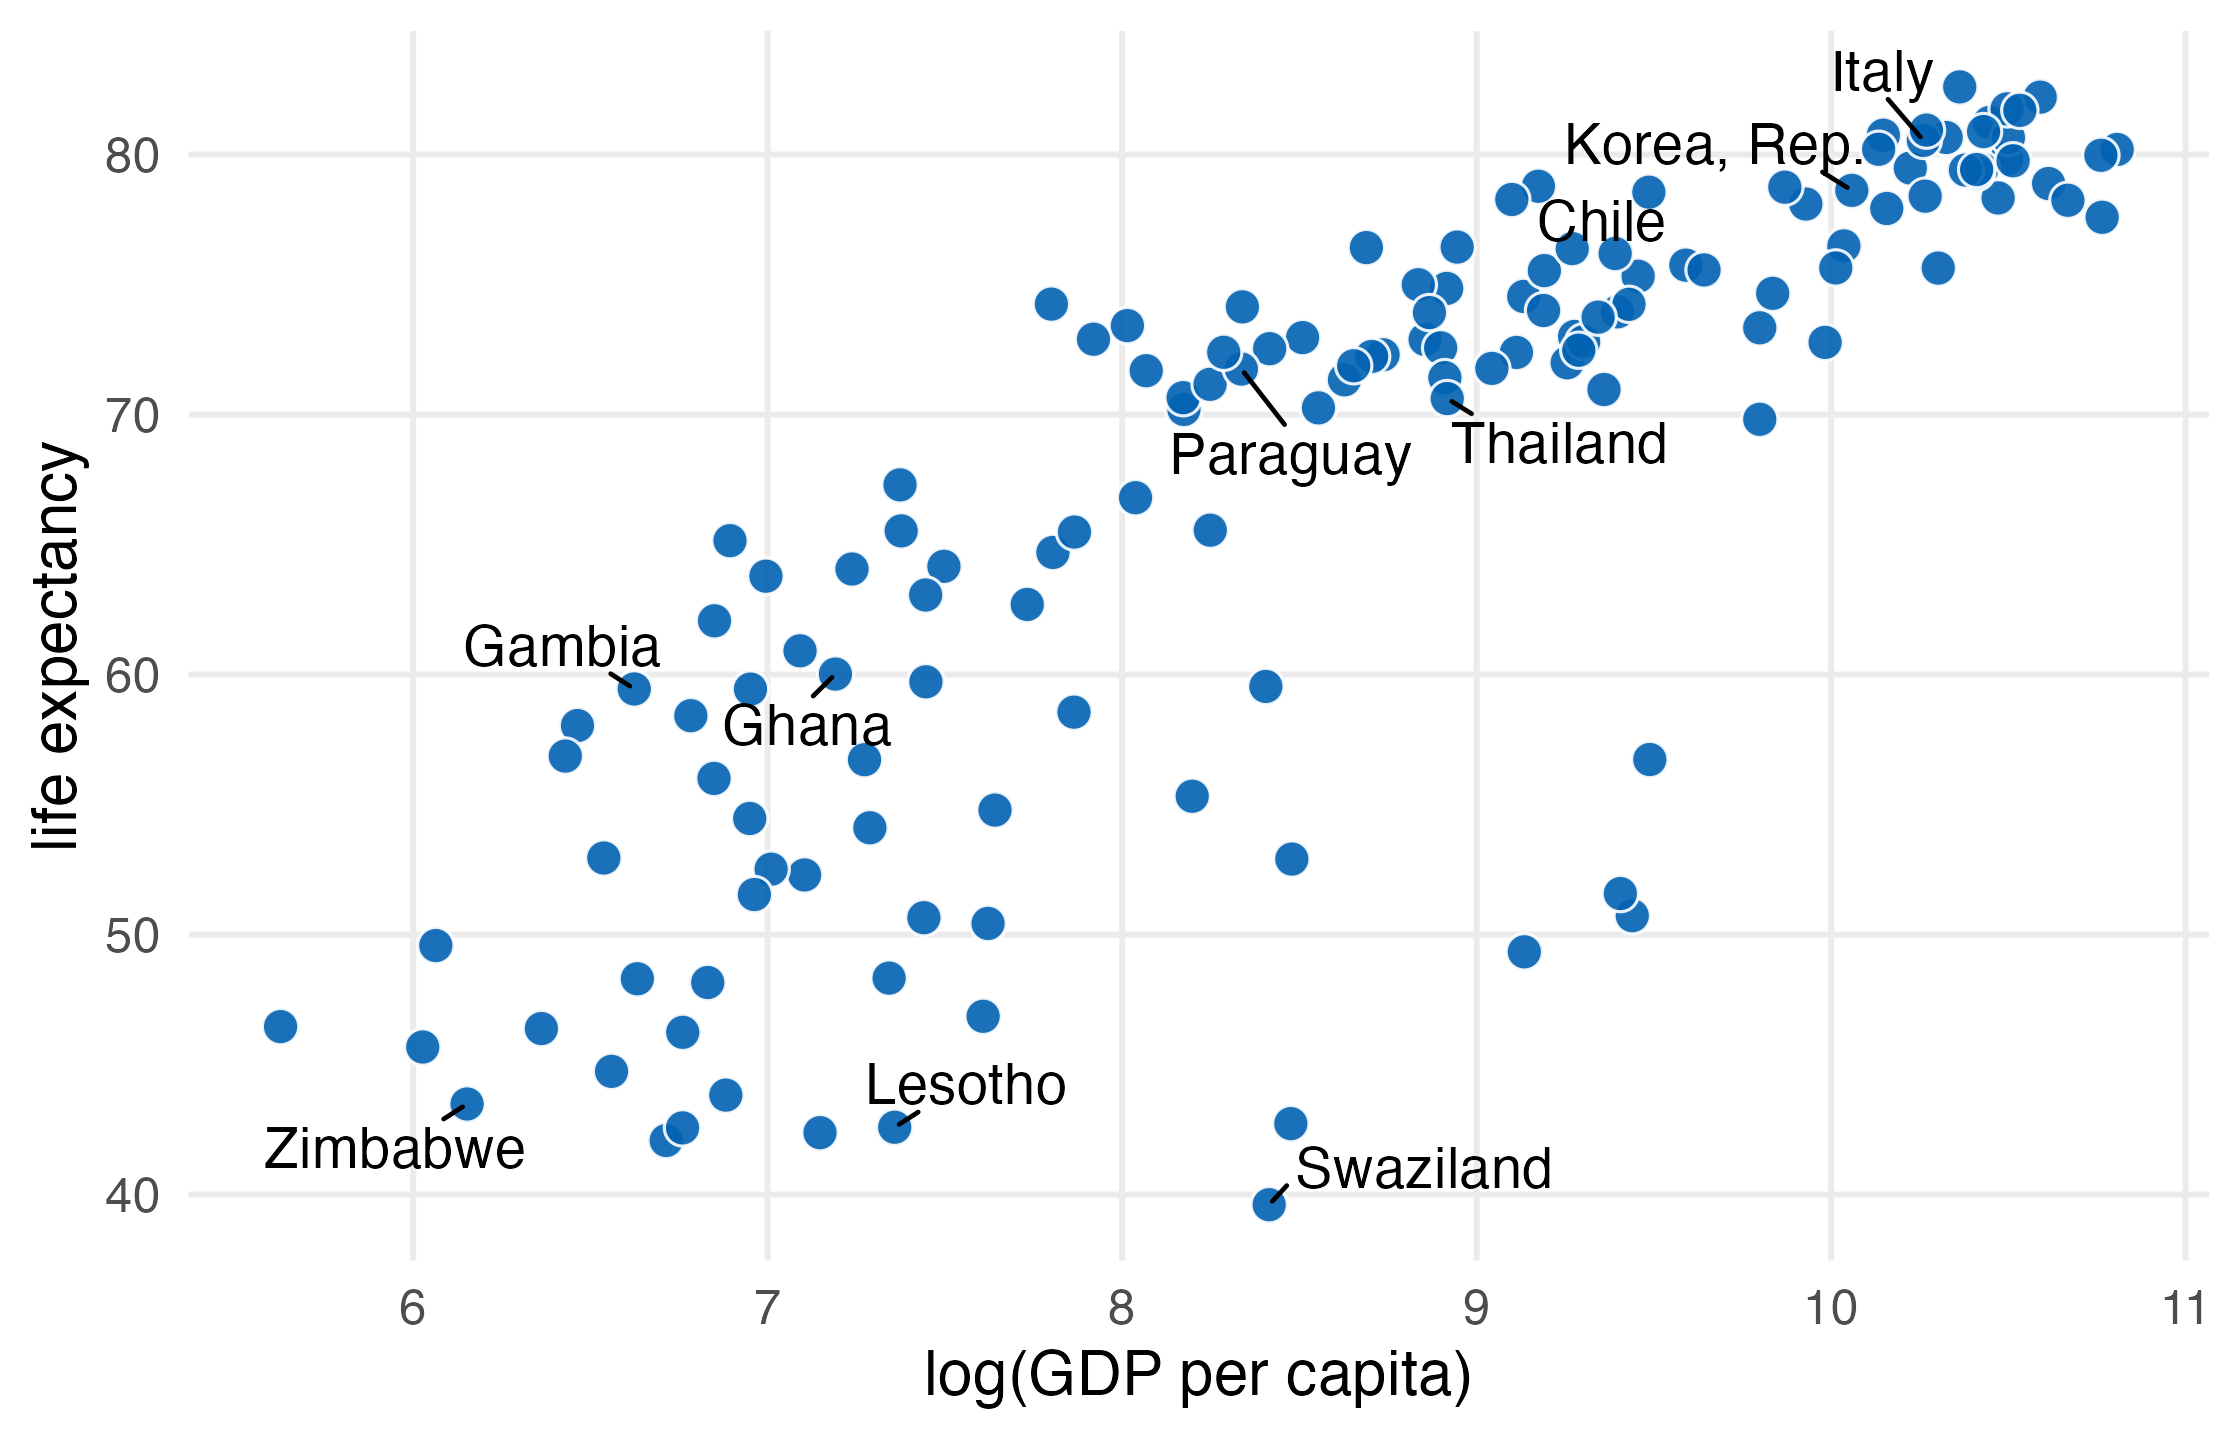 Italy
80
Korea, Rep.
Chile
70
Paraguay
Thailand
life expectancy
Gambia
60
Ghana
50
Lesotho
Zimbabwe
Swaziland
40
6
7
8
9
10
11
log(GDP per capita)